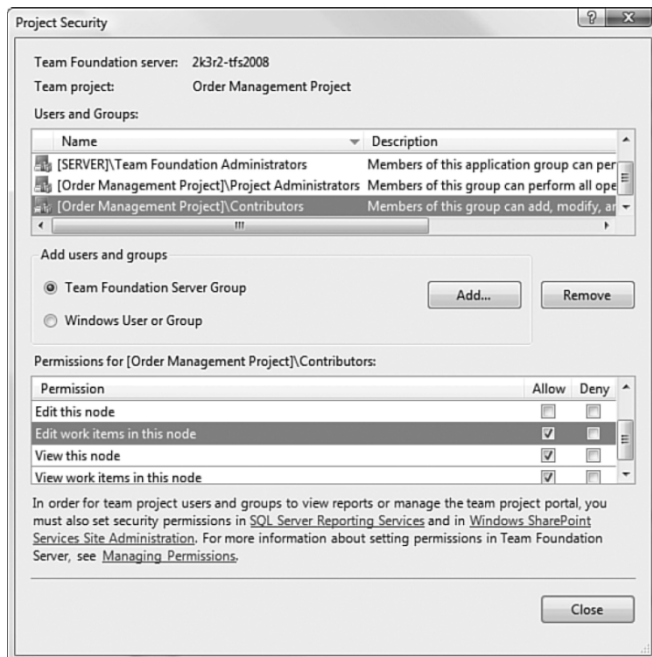 Project Security
Team Foundation server: 2k3r2-tfs2008
Team project: Order Management Project
Users and Groups:
Name Description
[SERVER]\Team Foundation Administrators Members of this application group can per
[Order Management Project]\Project Administrators Members of this group can perform all ope
[Order Management Project]\Contributors Members of this group can add, modify, an
Add users and groups
Team Foundation Server Group
Add...
Remove
Windows User or Group
Permissions for [Order Management Project]\Contributors:
Permission Allow Deny
Edit this node
Edit work items in this node
View this node
View work items in this node
In order for team project users and groups to view reports or manage the team project portal, you
must also set security permissions in SQL Server Reporting Services and in Windows SharePoint
Services Site Administration. For more information about setting permissions in Team Foundation
Server, see Managing Permissions.
Close